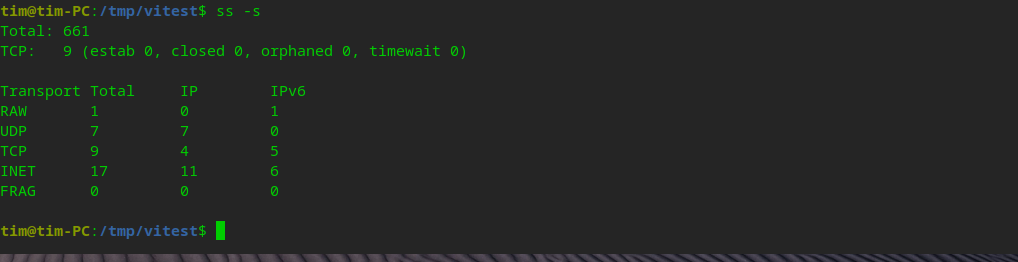 tim@tim-PC:/tmp/vitest$ ss -s
Total: 661
TCP:   9 (estab 0, closed 0, orphaned 0, timewait 0)

Transport Total     IP        IPv6
RAW       1         0         1
UDP       7         7         0
TCP       9         4         5
INET      17        11        6
FRAG      0         0         0

tim@tim-PC:/tmp/vitest$